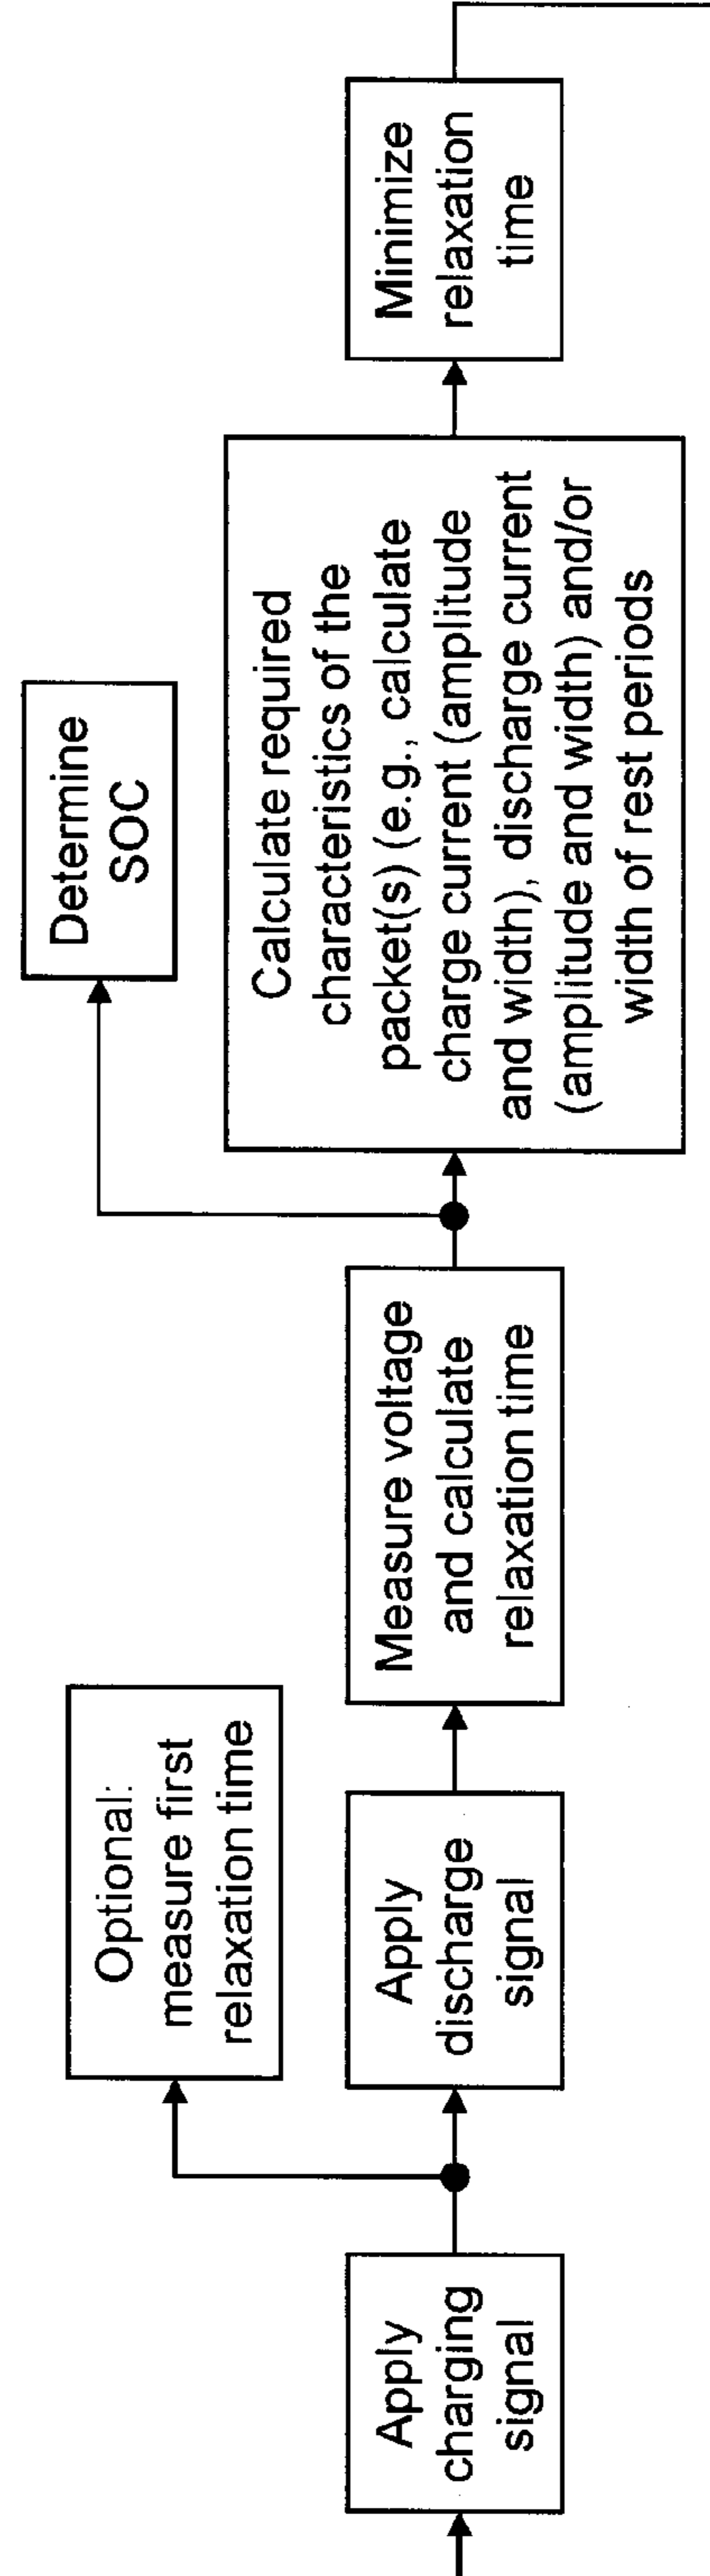 Apply
charging
signal
Optional:
measure first
relaxation time
Apply
discharge
signal
Measure voltage
and calculate
relaxation time
Determine
SOC
Calculate required
characteristics of the
packet(s) (e.g., calculate
charge current (amplitude
and width), discharge current
(amplitude and width) and/or
width of rest periods
Minimize
relaxation
time